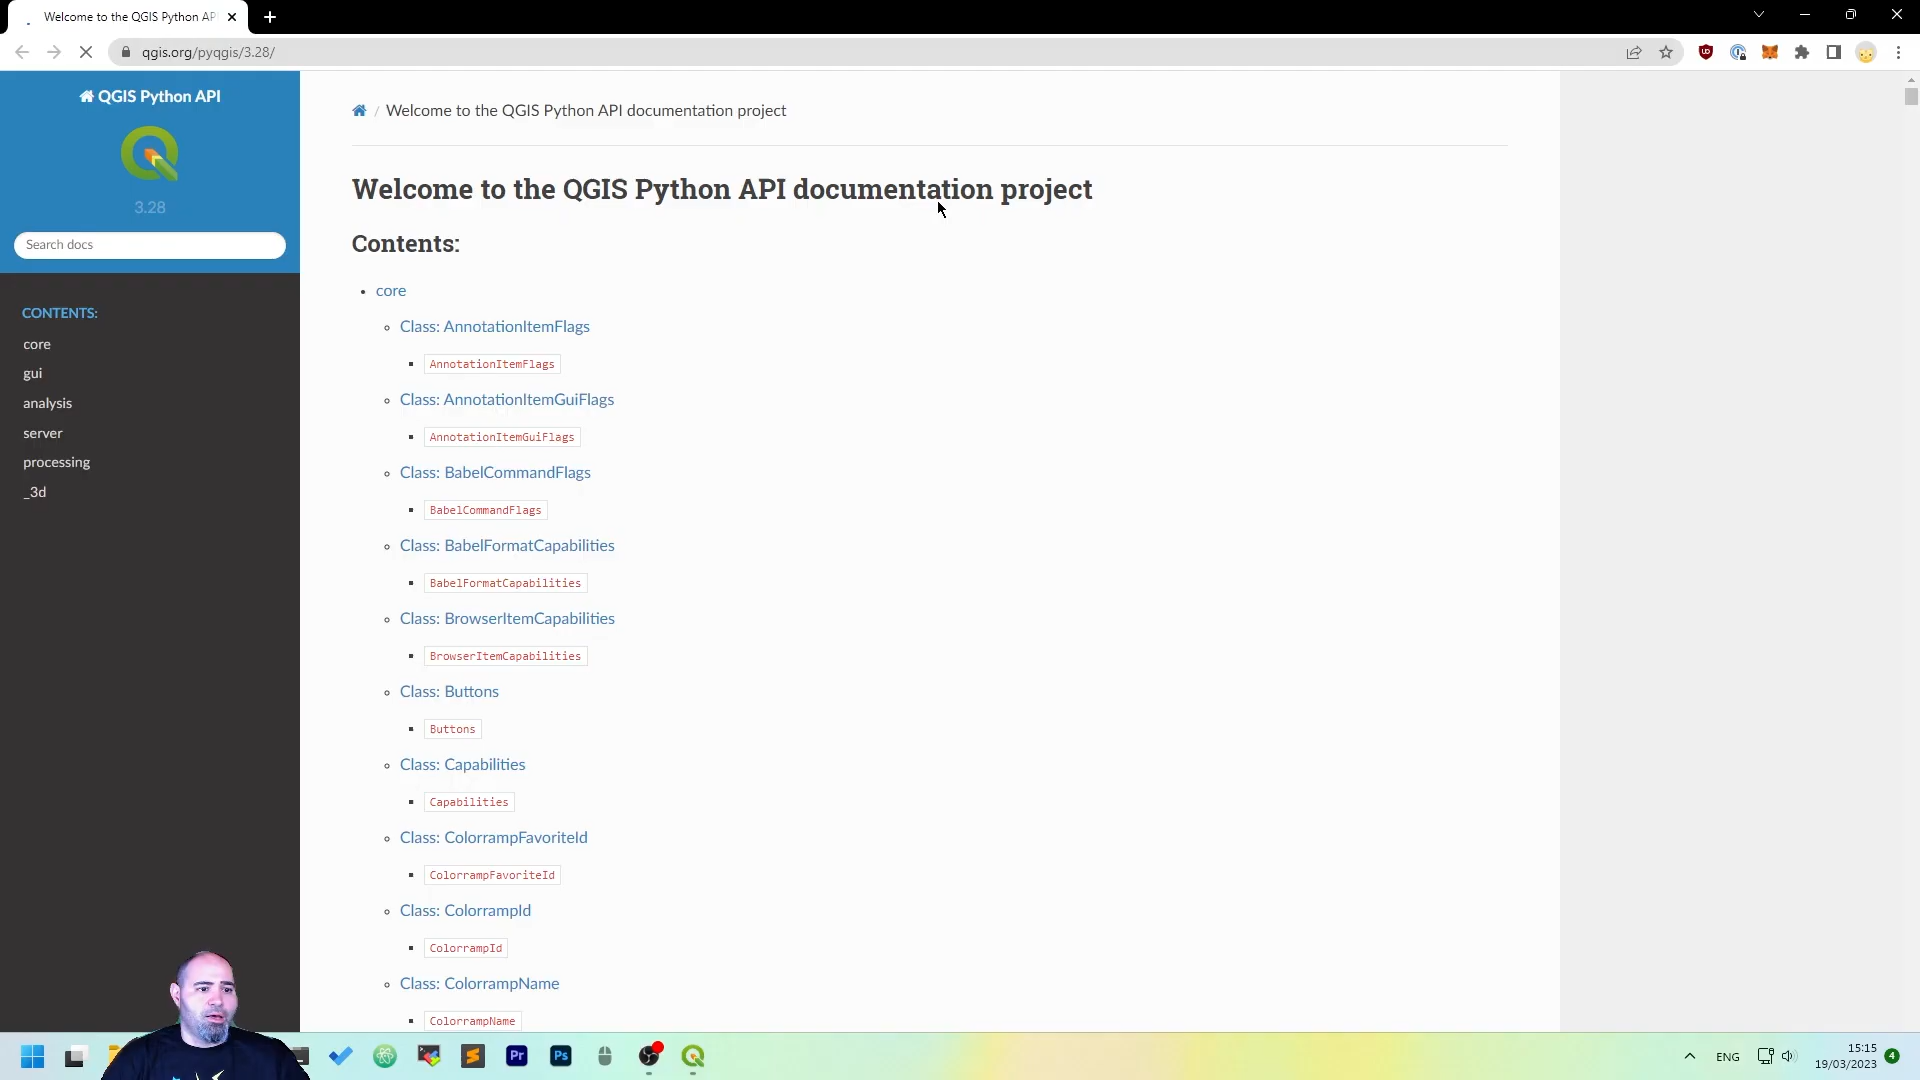 Welcome to the QGIS Python API
qgis.org/pyqgis/3.28/
QGIS Python API
3.28
Search docs
CONTENTS:
core
gui
analysis
server
processing
_3d
/ Welcome to the QGIS Python API documentation project
Welcome to the QGIS Python API documentation project
Contents:
core
Class: AnnotationItemFlags
AnnotationItemFlags
Class: AnnotationItemGuiFlags
AnnotationItemGuiFlags
Class: BabelCommandFlags
BabelCommandFlags
Class: BabelFormatCapabilities
BabelFormatCapabilities
Class: BrowserItemCapabilities
BrowserItemCapabilities
Class: Buttons
Buttons
Class: Capabilities
Capabilities
Class: ColorrampFavoriteId
ColorrampFavoriteId
Class: ColorrampId
ColorrampId
Class: ColorrampName
ColorrampName
Pr
Ps
ENG
15:15
19/03/2023
4